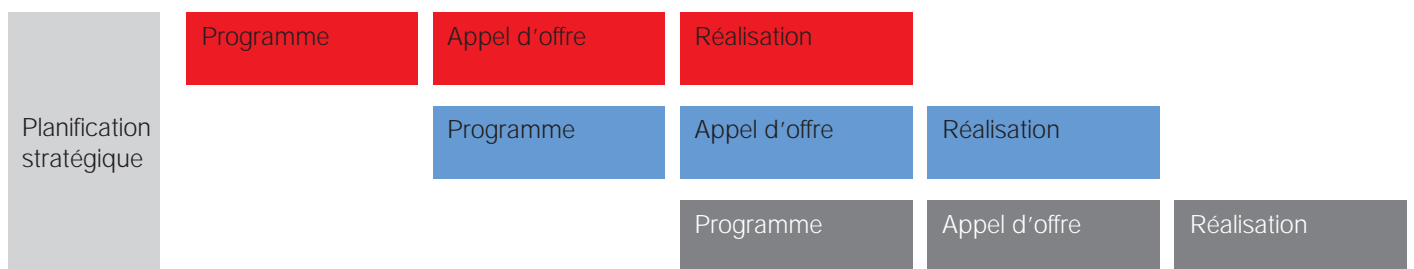 Programme
Appel d’offre
Réalisation
Planification
stratégique
Programme
Appel d’offre
Réalisation
Programme
Appel d’offre
Réalisation